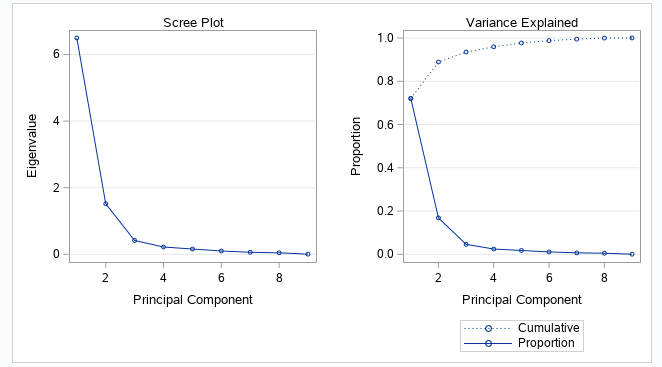 Scree Plot
6
4
2
0
Eigenvalue
2 4 6 8
Principal Component
Variance Explained
1.0
0.8
0.6
0.4
0.2
0.0
Proportion
2 4 6 8
Principal Component
Cumulative
Proportion